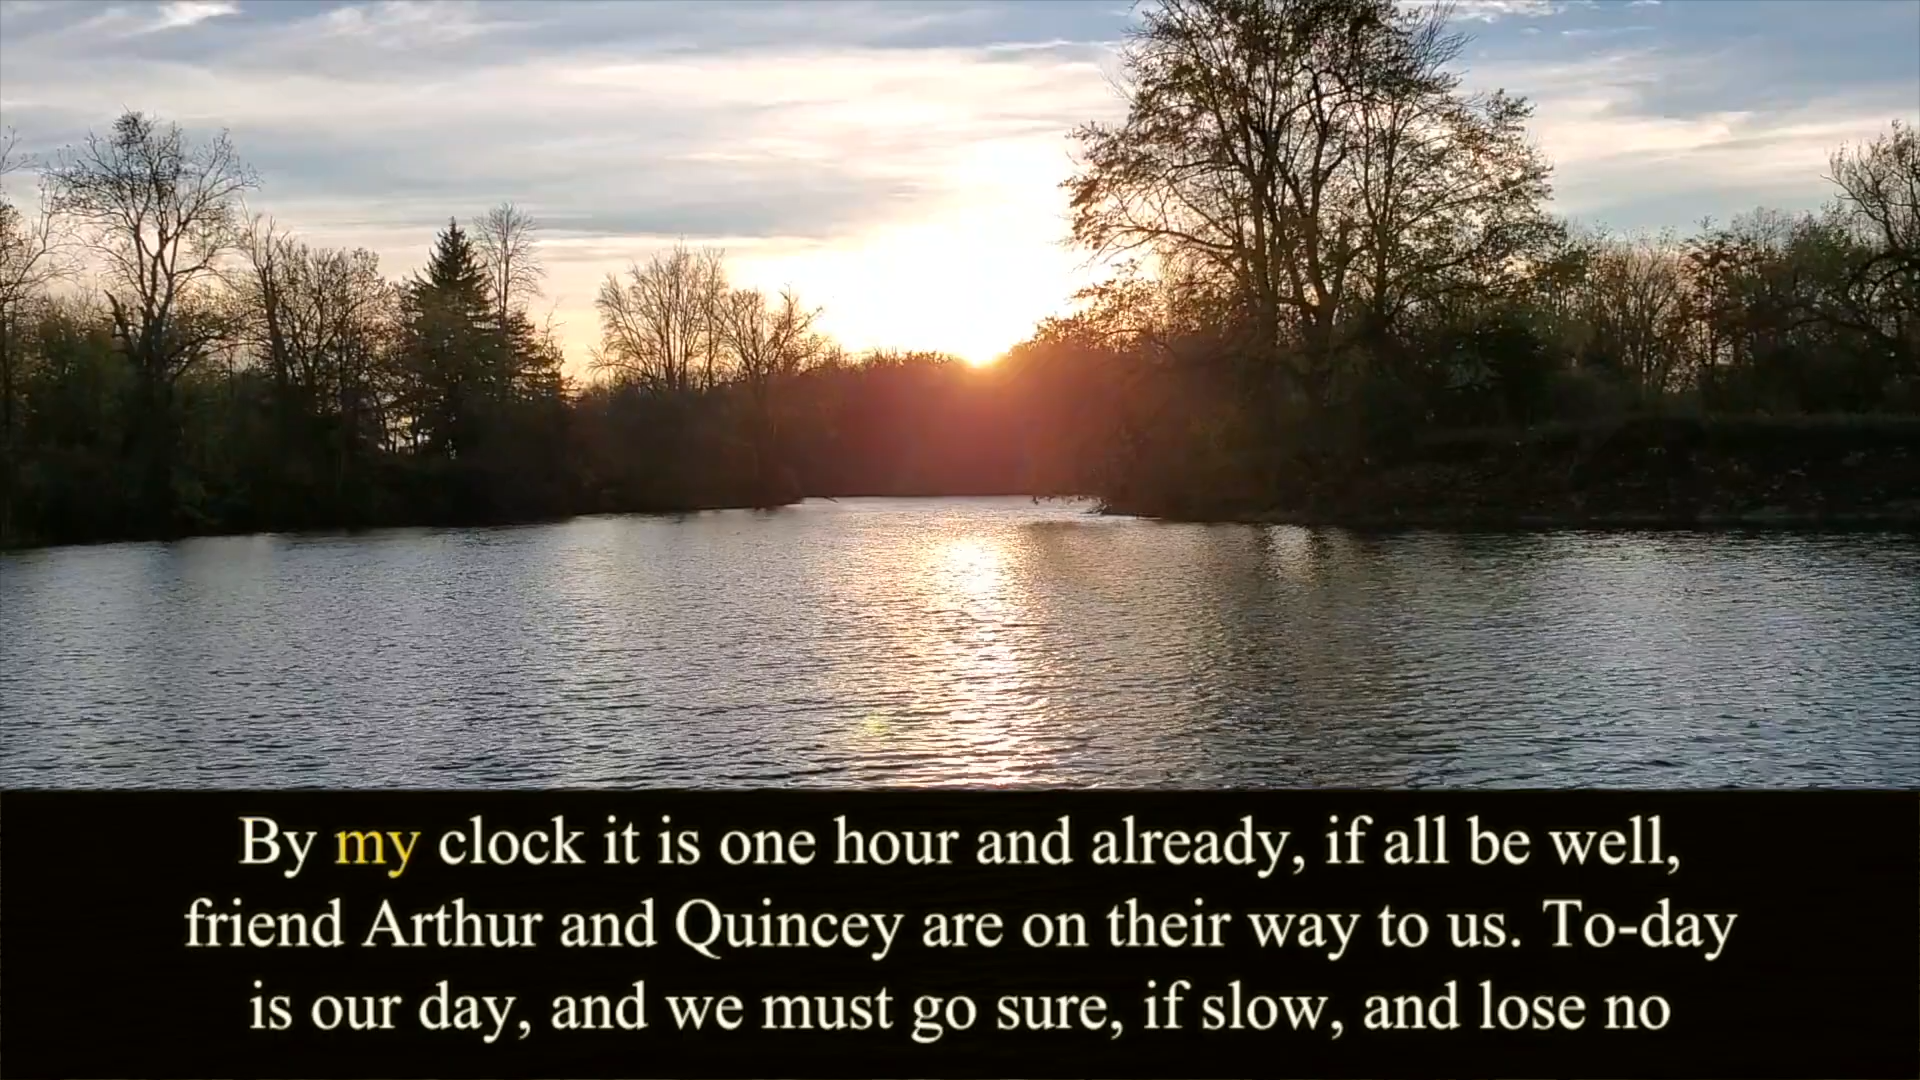 By my clock it is one hour and already, if all be well,
friend Arthur and Quincey are on their way to us. To-day
is our day, and we must go sure, if slow, and lose no